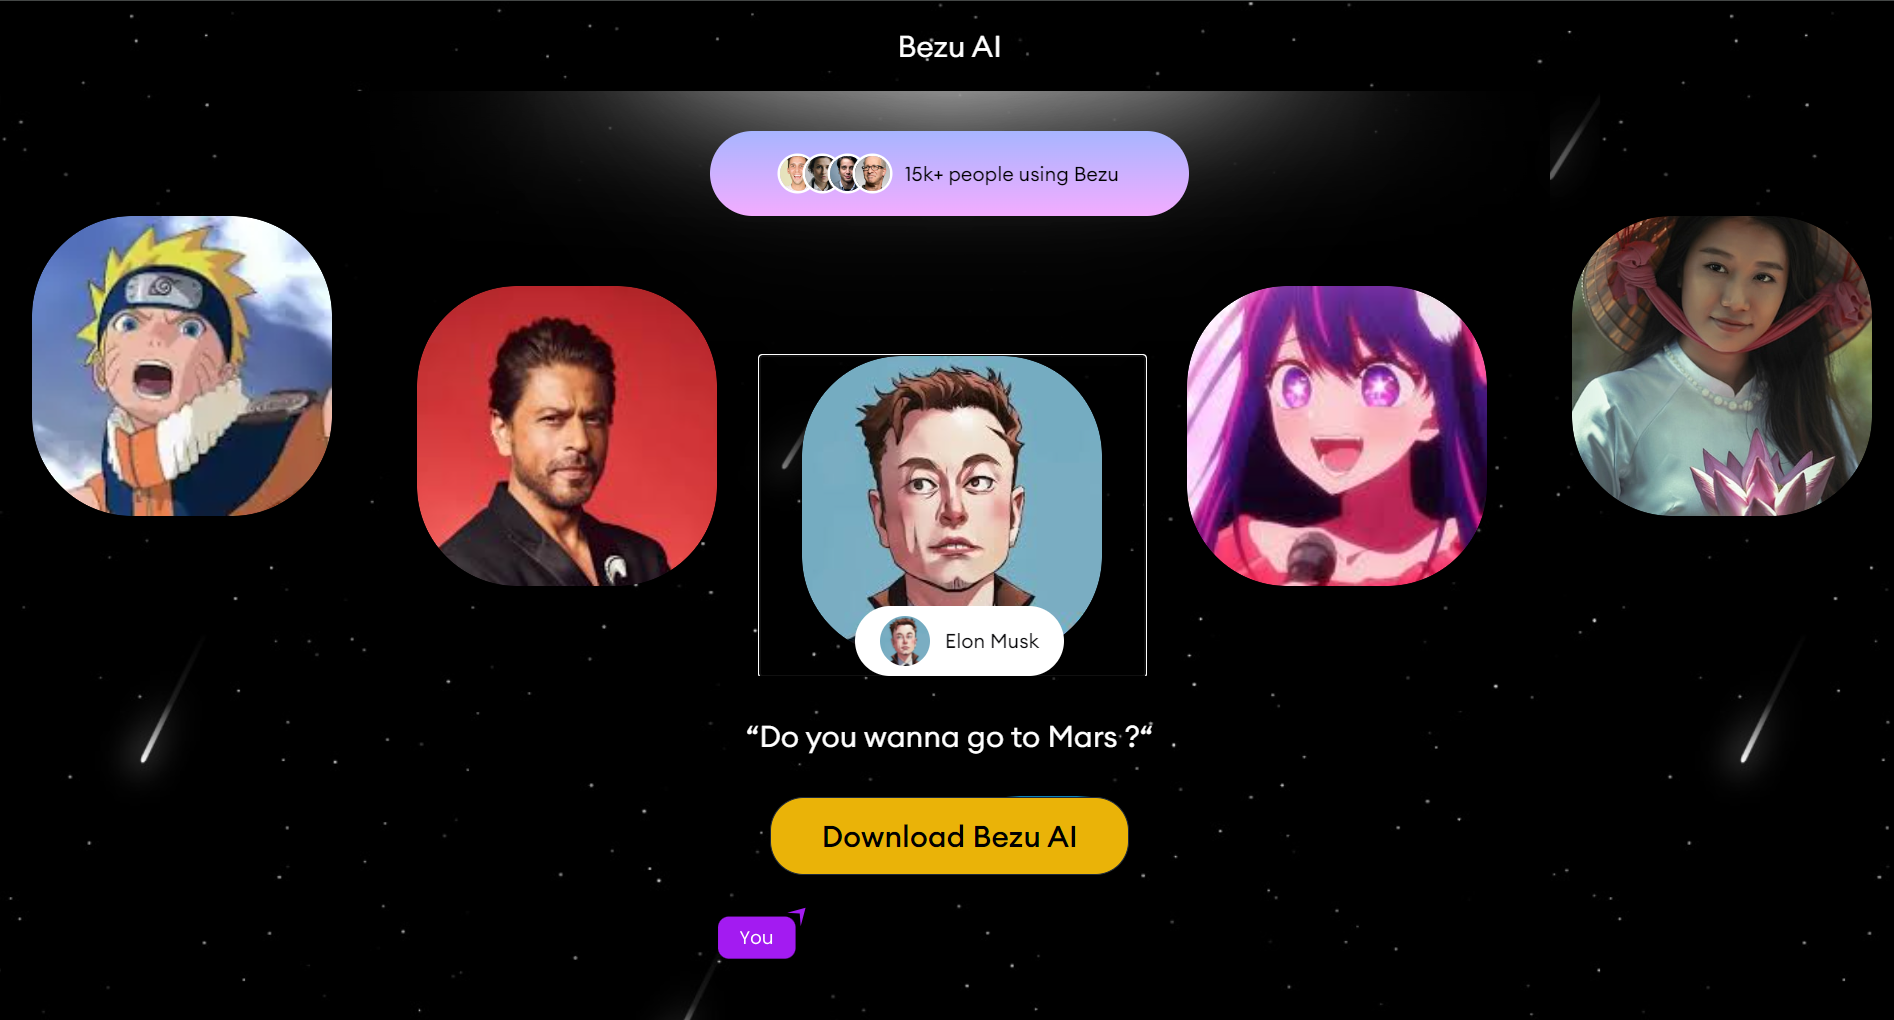 Bezu AI
15k+ people using Bezu
Elon Musk
“Do you wanna go to Mars ?“
Download Bezu AI
You